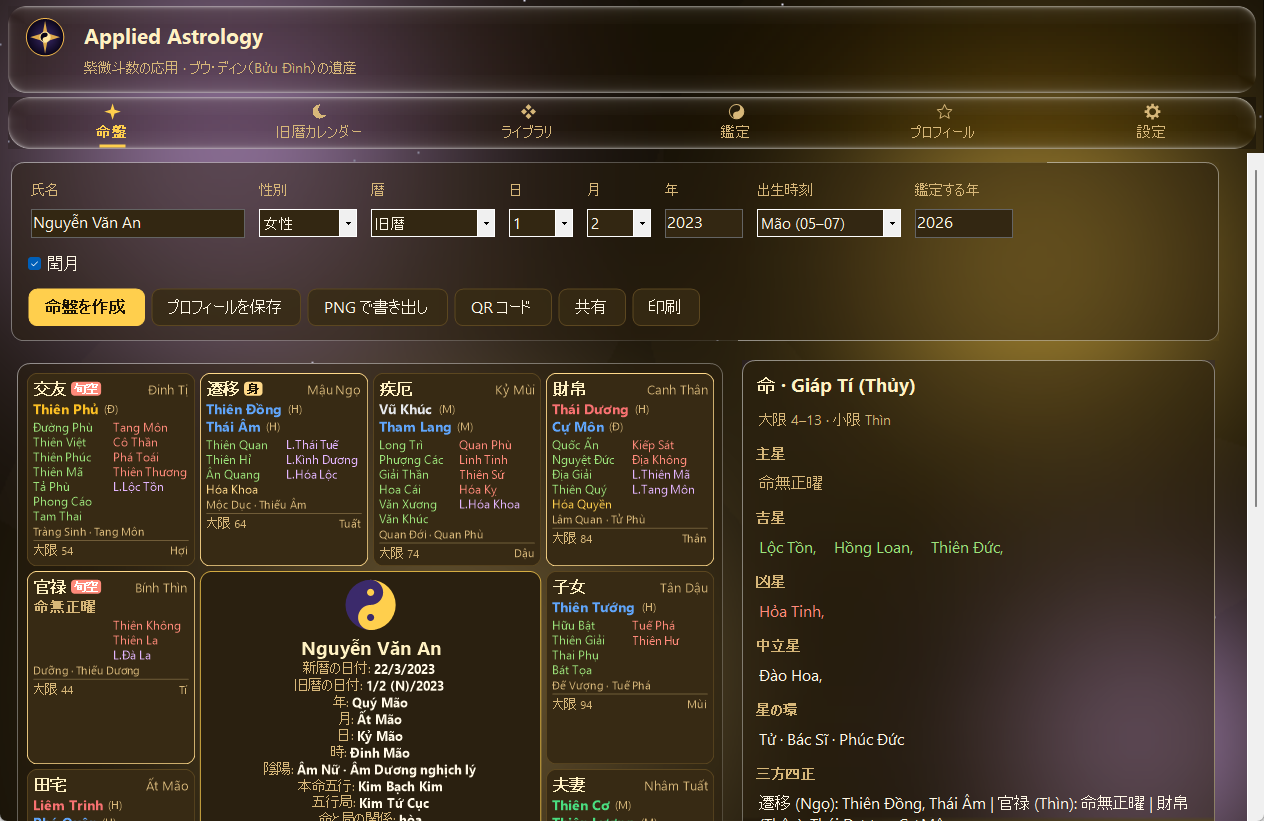 Applied Astrology
紫微斗数の応用 · ブウ·ディン(Bửu Đình)の遺産
命盤
旧暦カレンダー
ライブラリ
鑑定
プロフィール
設定
氏名
性別
暦
日
月
年
出生時刻
鑑定する年
Nguyễn Văn An
女性
旧暦
1
2
2023
Mão (05–07)
2026
閏月
命盤を作成
プロフィールを保存
PNG で書き出し
QR コード
共有
印刷
交友 旬空 Đinh Tị
Thiên Phủ (Đ)
Đường Phù Tang Môn
Thiên Việt Cô Thần
Thiên Phúc Phá Toái
Thiên Mã Thiên Thương
Tả Phù L.Lộc Tồn
Phong Cáo
Tam Thai
Tràng Sinh · Tang Môn
大限 54 Hợi
遷移 身 Mậu Ngọ
Thiên Đồng (H)
Thái Âm (H)
Thiên Quan L.Thái Tuế
Thiên Hỉ L.Kình Dương
Ân Quang L.Hóa Lộc
Hóa Khoa
Mộc Dục · Thiếu Âm
大限 64 Tuất
疾厄 Kỷ Mùi
Vũ Khúc (M)
Tham Lang (M)
Long Trì Quan Phù
Phượng Các Linh Tinh
Giải Thần Thiên Sứ
Hoa Cái Hóa Kỵ
Văn Xương L.Hóa Khoa
Văn Khúc
Quan Đới · Quan Phù
大限 74 Dậu
財帛 Canh Thân
Thái Dương (H)
Cự Môn (Đ)
Quốc Ấn Kiếp Sát
Nguyệt Đức Địa Không
Địa Giải L.Thiên Mã
Thiên Quý L.Tang Môn
Hóa Quyền
Lâm Quan · Tử Phù
大限 84 Thân
官禄 旬空 Bính Thìn
命無正曜
Thiên Không
Thiên La
L.Đà La
Dưỡng · Thiếu Dương
大限 44 Tí
Nguyễn Văn An
新暦の日付: 22/3/2023
旧暦の日付: 1/2 (N)/2023
年: Quý Mão
月: Ất Mão
日: Kỷ Mão
時: Đinh Mão
陰陽: Âm Nữ · Âm Dương nghịch lý
本命五行: Kim Bạch Kim
五行局: Kim Tứ Cục
命と局の関係: hòa
子女 Tân Dậu
Thiên Tướng (H)
Hữu Bật Tuế Phá
Thiên Giải Thiên Hư
Thai Phụ
Bát Tọa
Đế Vượng · Tuế Phá
大限 94 Mùi
田宅 Ất Mão
Liêm Trinh (H)
夫妻 Nhâm Tuất
Thiên Cơ (M)
命 · Giáp Tí (Thủy)
大限 4–13 · 小限 Thìn
主星
命無正曜
吉星
Lộc Tồn, Hồng Loan, Thiên Đức,
凶星
Hỏa Tinh,
中立星
Đào Hoa,
星の環
Tử · Bác Sĩ · Phúc Đức
三方四正
遷移 (Ngọ): Thiên Đồng, Thái Âm | 官禄 (Thìn): 命無正曜 | 財帛